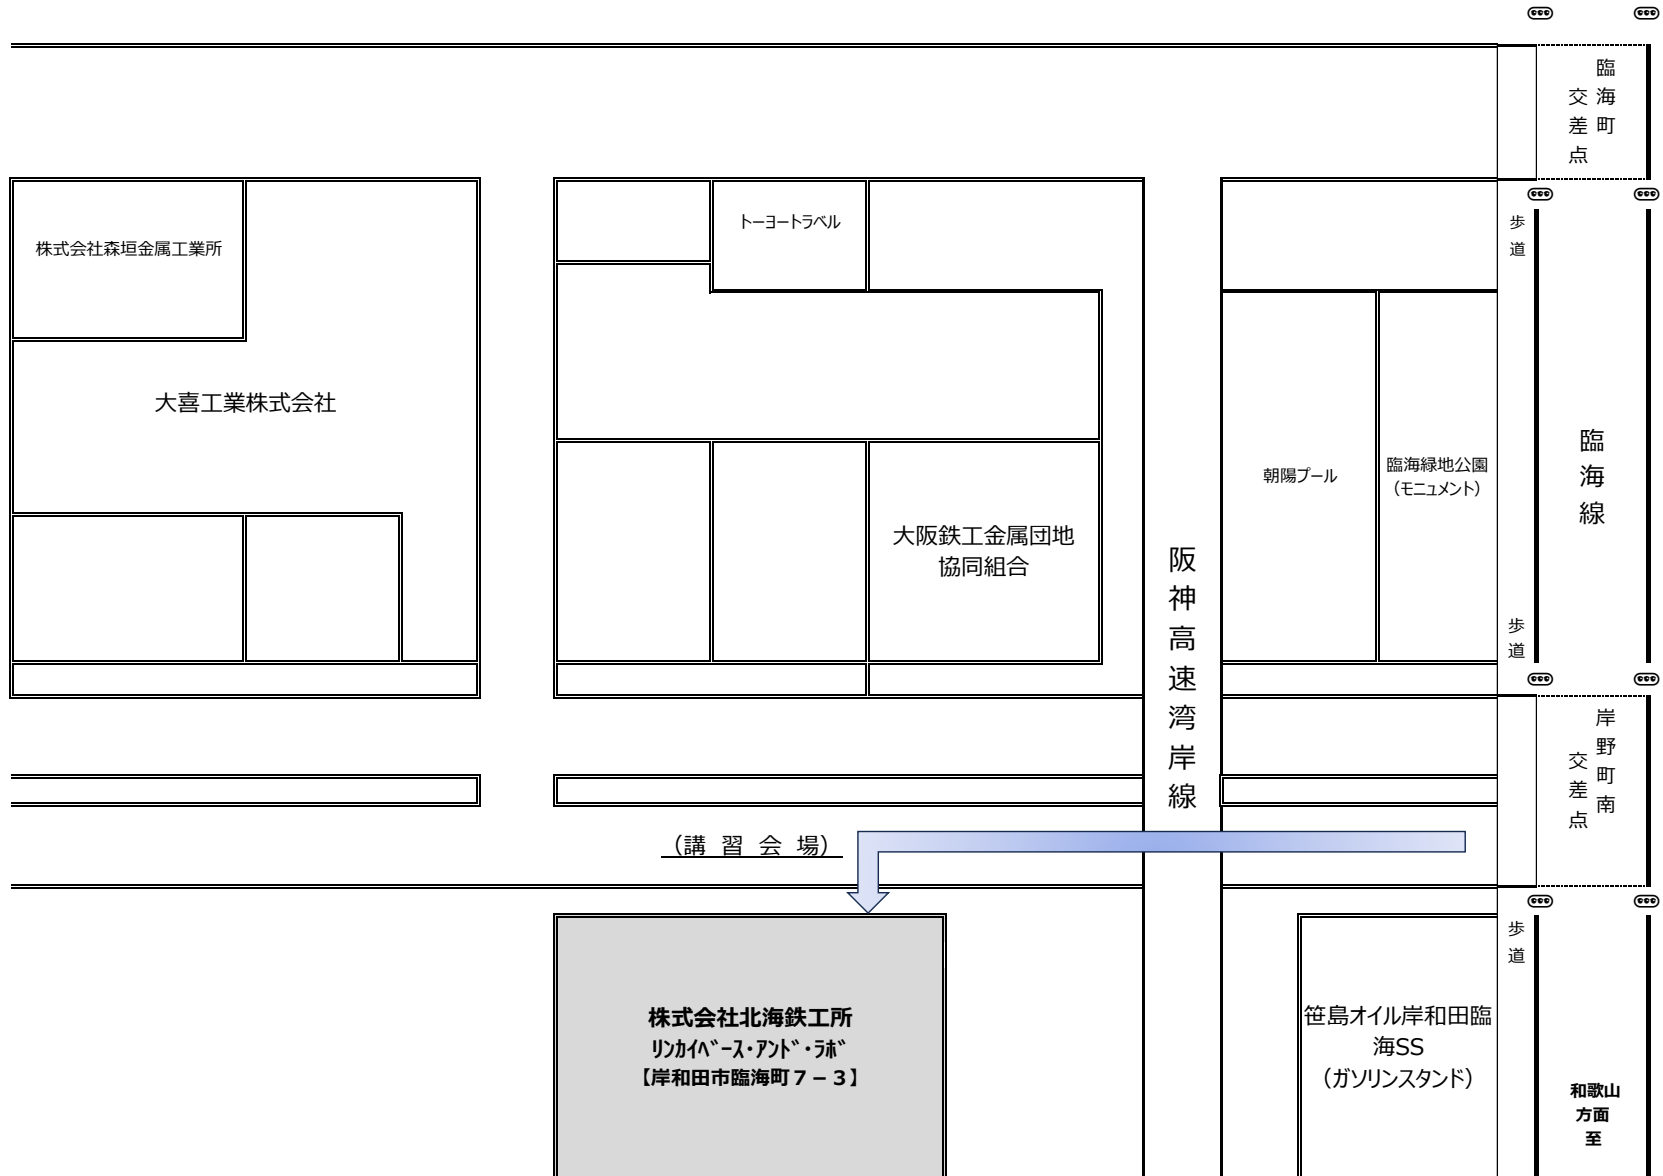 臨海町
交差点
株式会社森垣金属工業所
トーヨートラベル
歩道
大喜工業株式会社
朝陽プール
臨海緑地公園
（モニュメント）
臨海線
大阪鉄工金属団地
協同組合
阪神高速湾岸線
歩道
岸野町南
交差点
（講 習 会 場）
歩道
株式会社北海鉄工所
ﾘﾝｶｲﾍﾞｰｽ･ｱﾝﾄﾞ･ﾗﾎﾞ
【岸和田市臨海町７－３】
笹島オイル岸和田臨
海SS
（ガソリンスタンド）
和歌山
方面
至